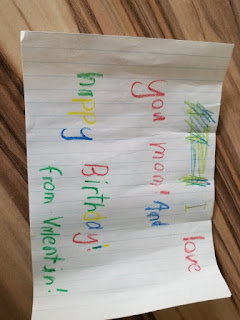 I love
you mom! And
happy Birthday!
from Valentin!